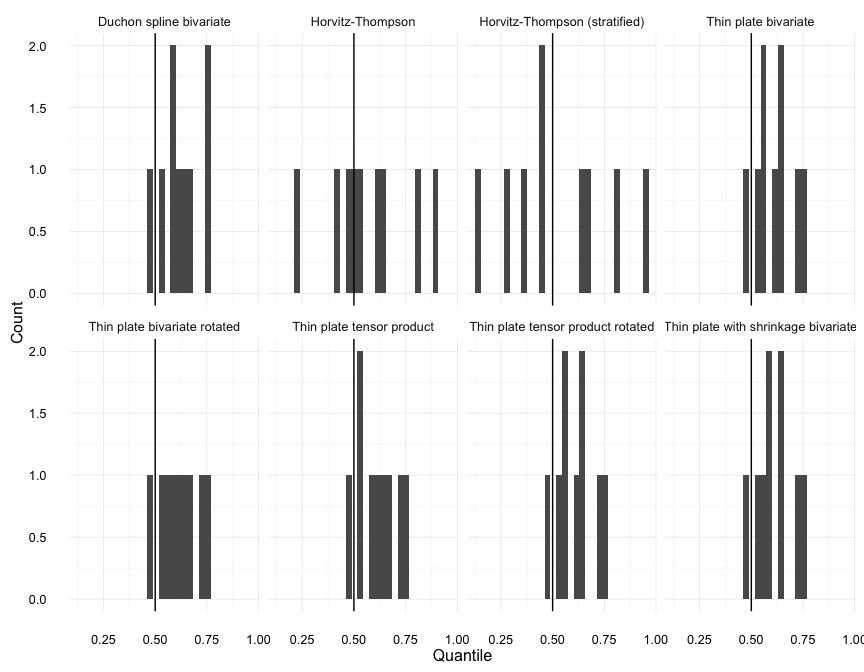 Duchon spline bivariate
Horvitz-Thompson
Horvitz-Thompson (stratified)
Thin plate bivariate
2.0
1.5
1.0
0.5
0.0
Count
Thin plate bivariate rotated
Thin plate tensor product
Thin plate tensor product rotated
Thin plate with shrinkage bivariate
2.0
1.5
1.0
0.5
0.0
0.25 0.50 0.75 1.00 0.25 0.50 0.75 1.00 0.25 0.50 0.75 1.00 0.25 0.50 0.75 1.00
Quantile